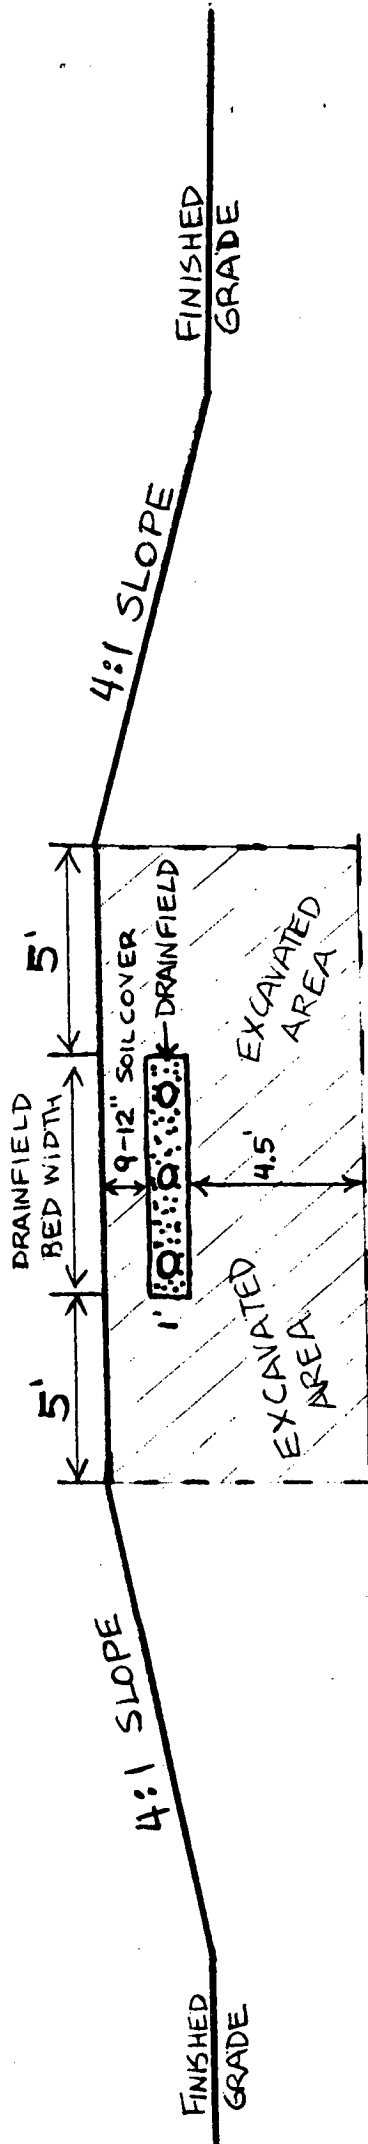 FINISHED
GRADE
4:1 SLOPE
5'
DRAINFIELD
BED WIDTH
5'
9-12" SOIL COVER
DRAINFIELD
1'
4.5'
EXCAVATED
AREA
EXCAVATED
AREA
4:1 SLOPE
FINISHED
GRADE